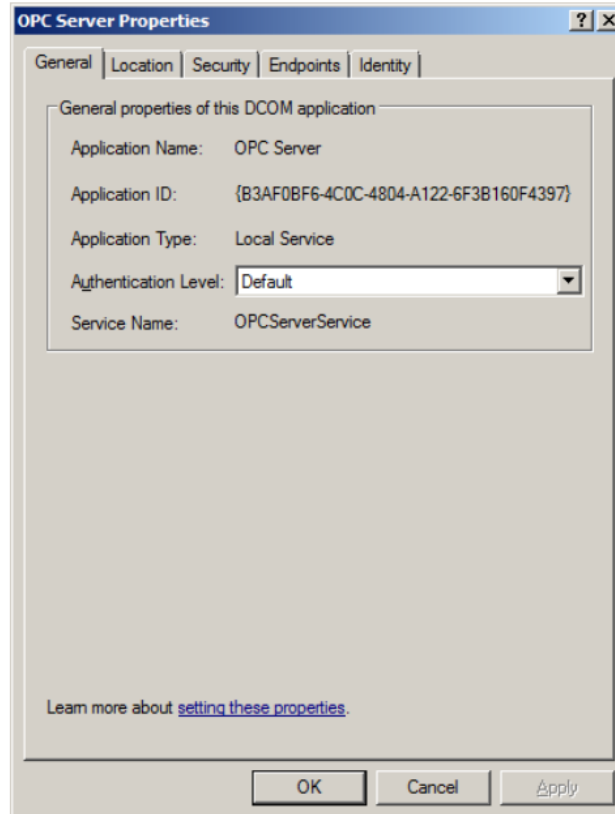 OPC Server Properties
General Location Security Endpoints Identity
General properties of this DCOM application
Application Name: OPC Server
Application ID: {B3AF0BF6-4C0C-4804-A122-6F3B160F4397}
Application Type: Local Service
Authentication Level: Default
Service Name: OPCServerService
Learn more about setting these properties.
OK Cancel Apply